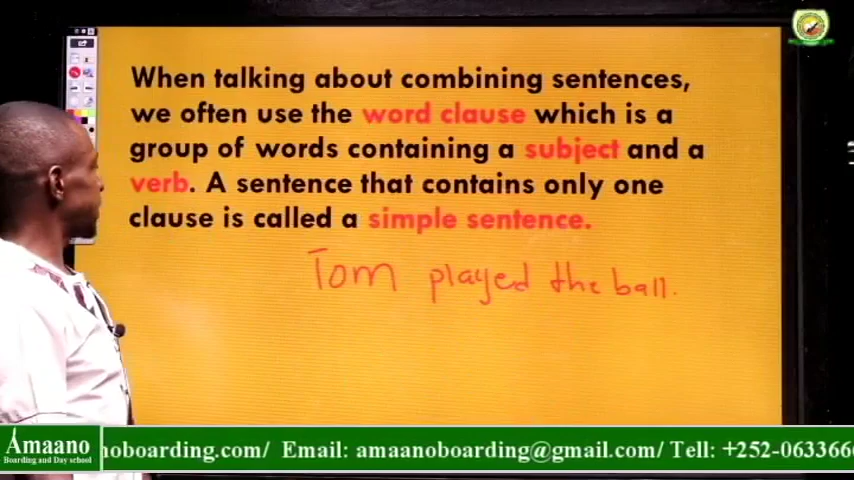 When talking about combining sentences,
we often use the word clause which is a
group of words containing a subject and a
verb. A sentence that contains only one
clause is called a simple sentence.
Tom played the ball.
Amaano
Boarding and Day school
noboarding.com/ Email: amaanoboarding@gmail.com/ Tell: +252-063366